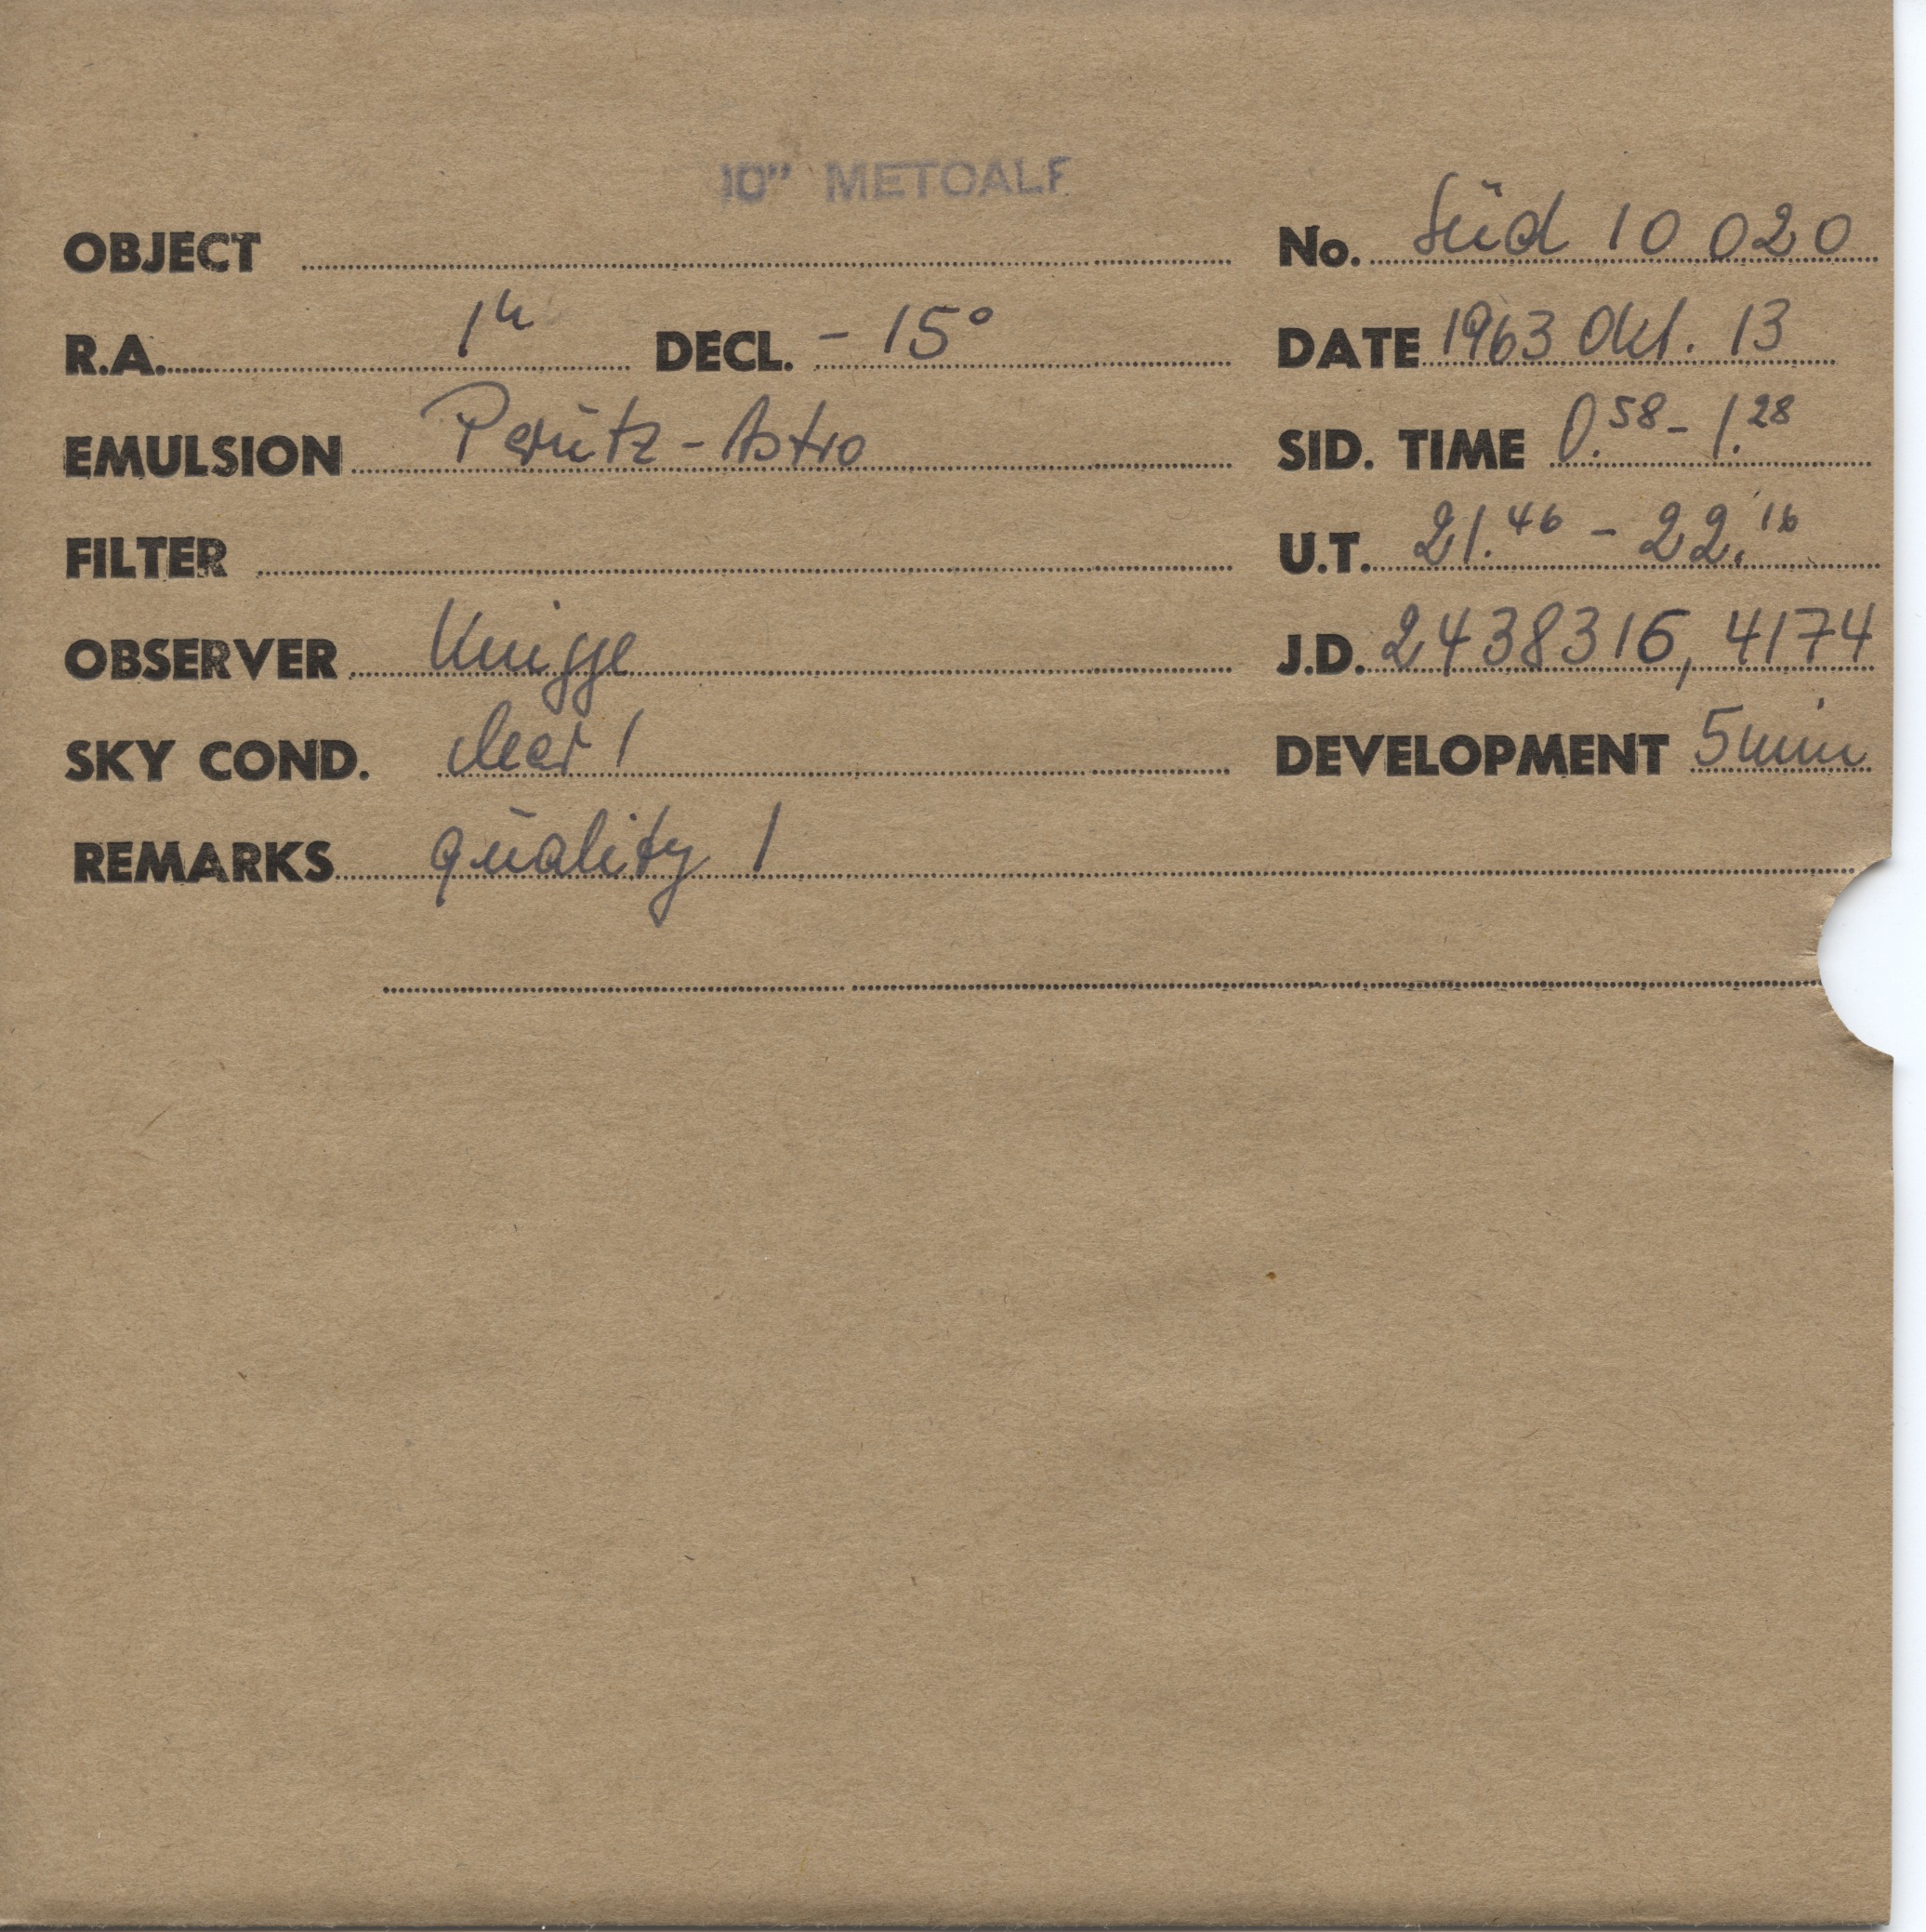 10" METCALF
OBJECT
No. Süd 10 020
R.A. 1h DECL. - 15°
DATE 1963 Okt. 13
EMULSION Perutz - Astro
SID. TIME 0.58 - 1.28
FILTER
U.T. 21.46 - 22.16
OBSERVER Knigge
J.D. 2438316,4174
SKY COND. clear 1
DEVELOPMENT 5 min
REMARKS quality 1